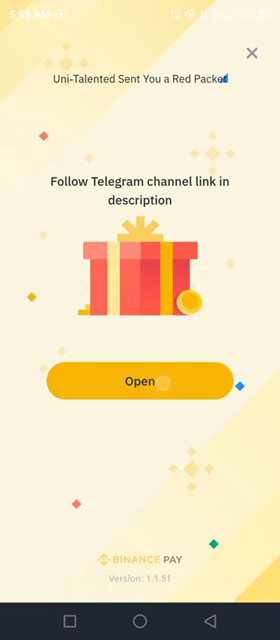 5:55 AM
Uni-Talented Sent You a Red Packet
Follow Telegram channel link in
description
Open
BINANCE PAY
Version: 1.1.51